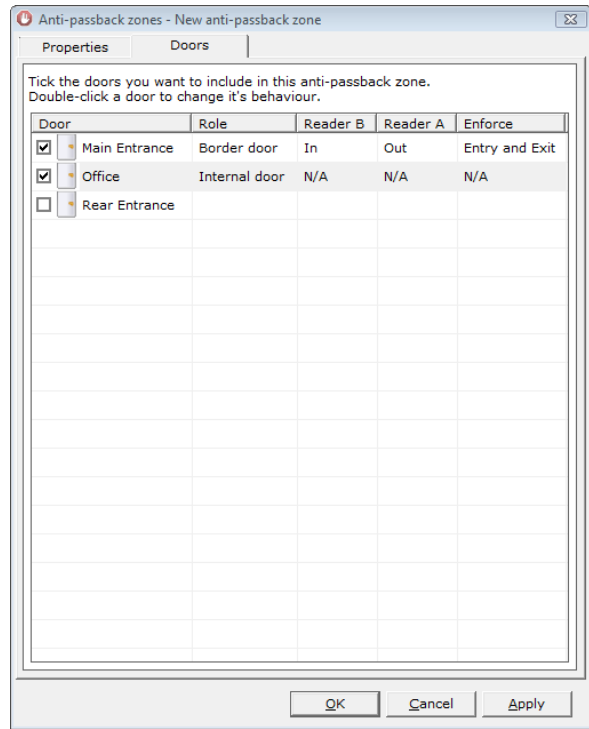 Anti-passback zones - New anti-passback zone
Properties Doors
Tick the doors you want to include in this anti-passback zone.
Double-click a door to change it's behaviour.
Door Role Reader B Reader A Enforce
Main Entrance Border door In Out Entry and Exit
Office Internal door N/A N/A N/A
Rear Entrance
OK Cancel Apply